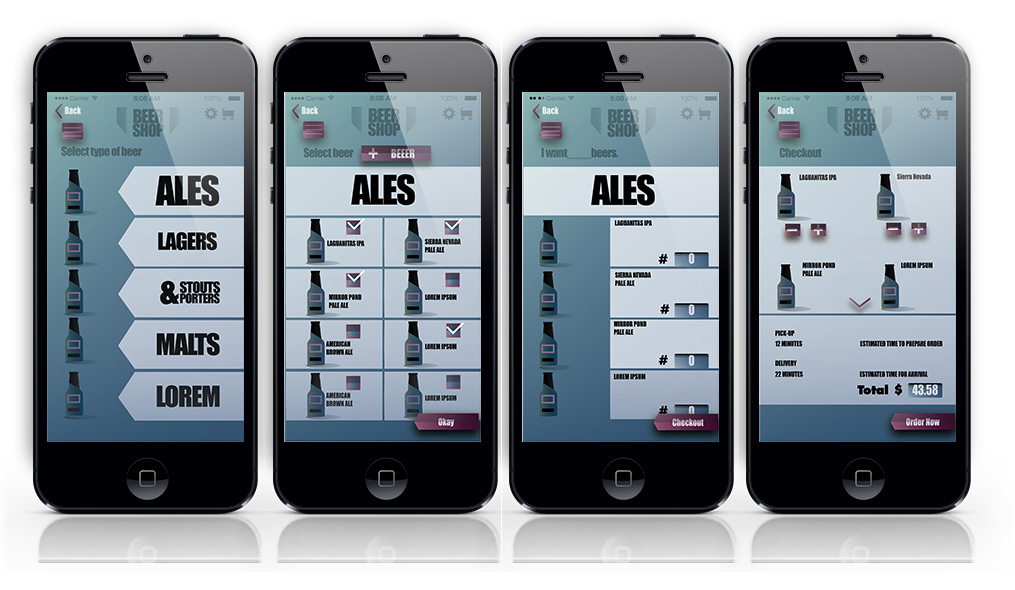 Carrier 8:08 AM 100%
Back
BEER
SHOP
Select type of beer
ALES
LAGERS
& STOUTS
PORTERS
MALTS
LOREM
Carrier 8:08 AM 100%
Back
BEER
SHOP
Select beer + BEEER
ALES
LAGUANITAS IPA
SIERRA NEVADA
PALE ALE
MIRROR POND
PALE ALE
LOREM IPSUM
AMERICAN
BROWN ALE
LOREM IPSUM
AMERICAN
BROWN ALE
LOREM IPSUM
Okay
Carrier 8:08 AM 100%
Back
BEER
SHOP
I want____beers.
ALES
LAGUANITAS IPA
# 0
SIERRA NEVADA
PALE ALE
# 0
MIRROR POND
PALE ALE
# 0
LOREM IPSUM
# 0
Checkout
Carrier 8:08 AM 100%
Back
BEER
SHOP
Checkout
LAGUANITAS IPA
Sierra Nevada
− + − +
MIRROR POND
PALE ALE
LOREM IPSUM
PICK-UP
12 MINUTES ESTIMATED TIME TO PREPARE ORDER
DELIVERY
22 MINUTES ESTIMATED TIME FOR ARRIVAL
Total $ 43.58
Order Now